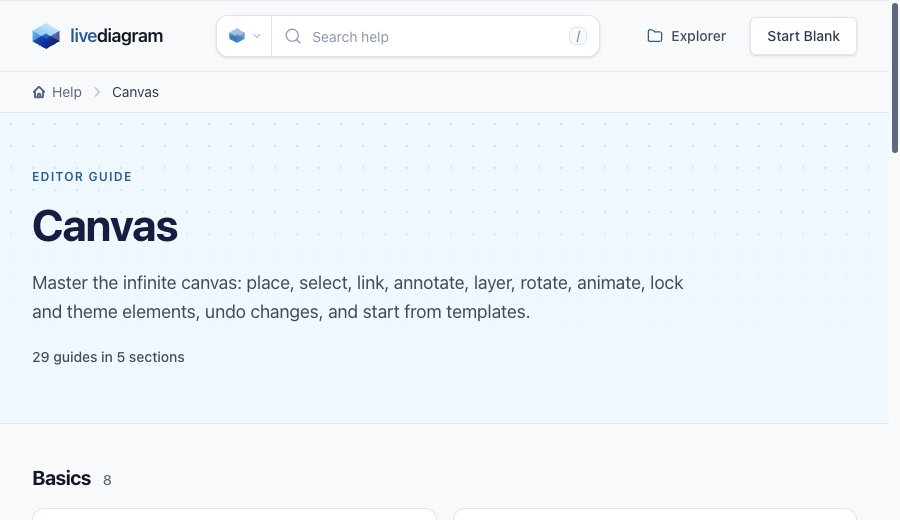 livediagram
Search help
/
Explorer
Start Blank
Help
Canvas
EDITOR GUIDE
Canvas
Master the infinite canvas: place, select, link, annotate, layer, rotate, animate, lock
and theme elements, undo changes, and start from templates.
29 guides in 5 sections
Basics 8